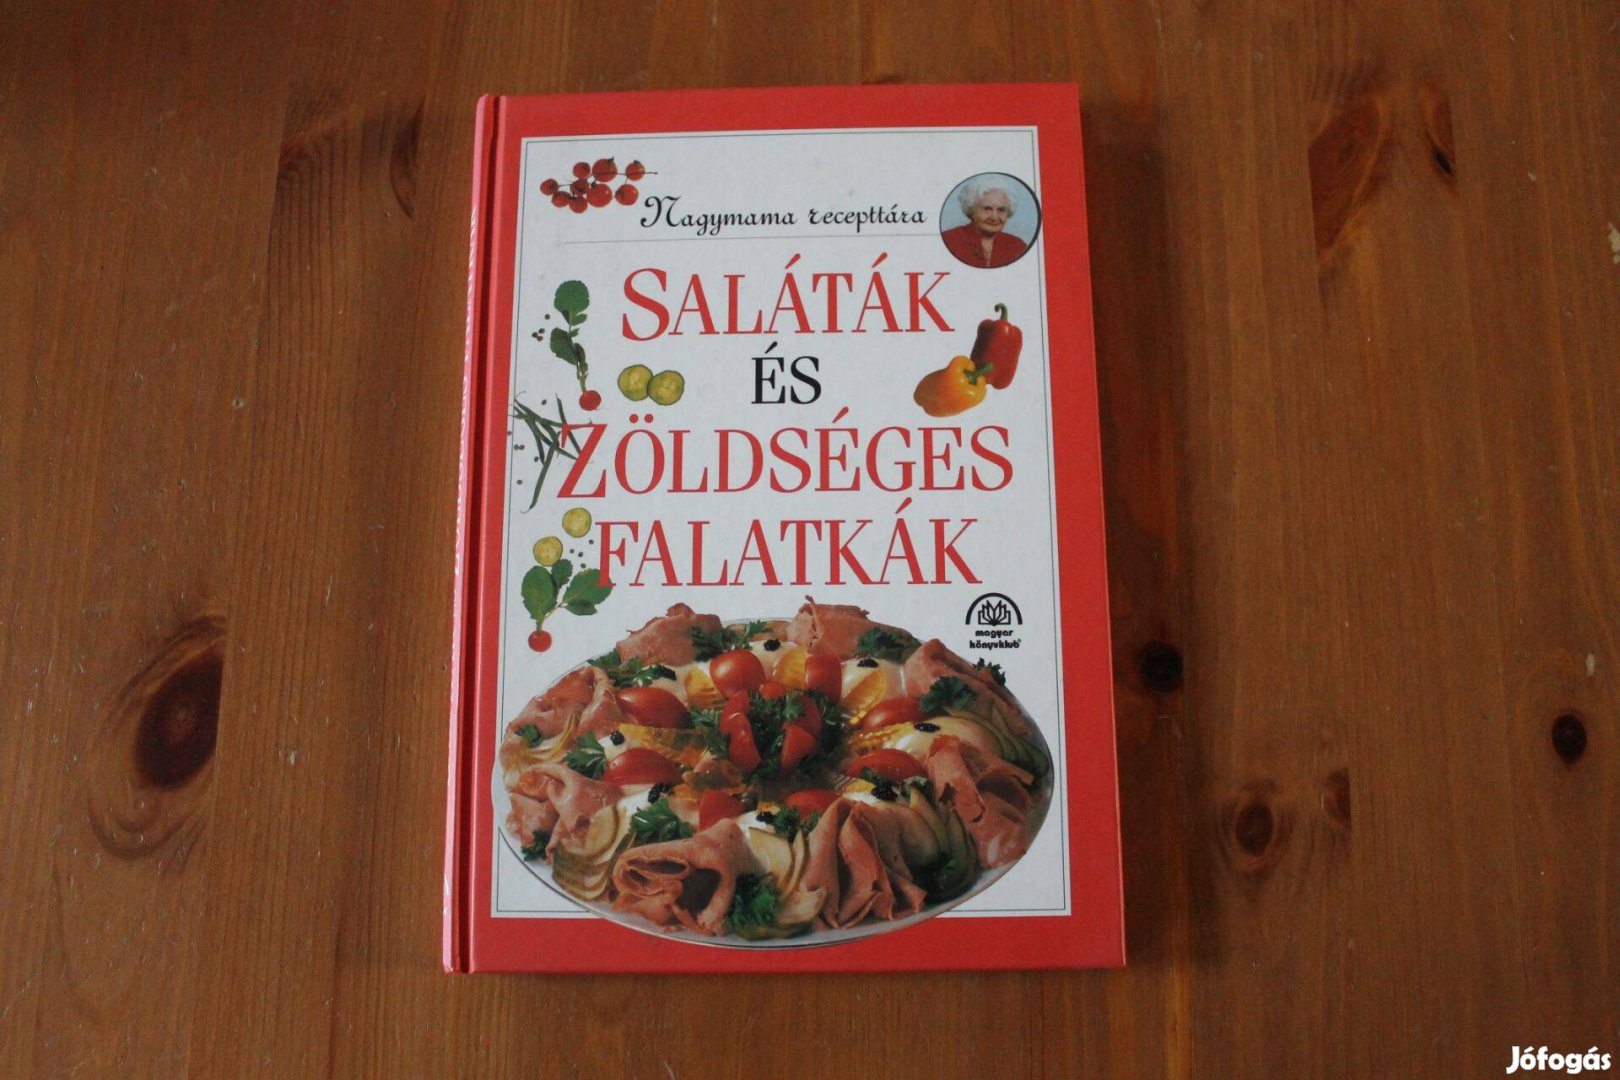 Nagymama recepttára
SALÁTÁK
ÉS
ZÖLDSÉGES
FALATKÁK
magyar
könyvklub
Jófogás